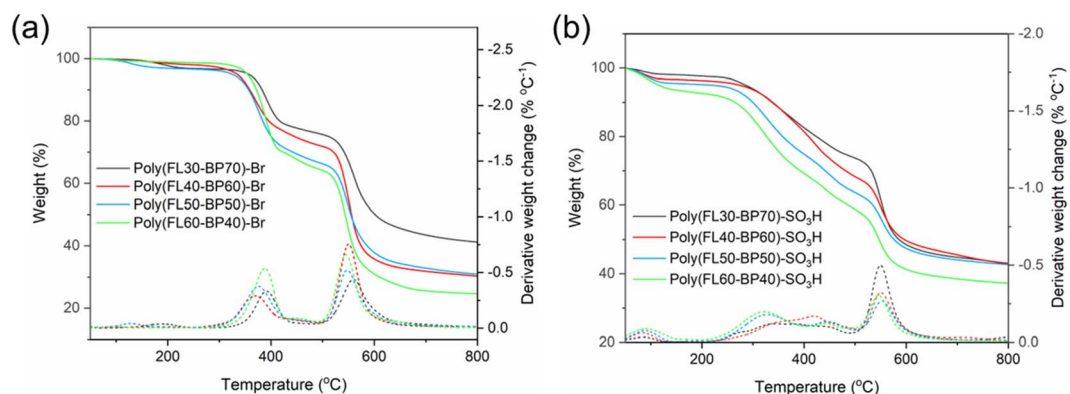 (a)
100
80
60
40
20
Weight (%)
200
400
600
800
Temperature (°C)
-2.5
-2.0
-1.5
-1.0
-0.5
0.0
Derivative weight change (% °C⁻¹)
Poly(FL30-BP70)-Br
Poly(FL40-BP60)-Br
Poly(FL50-BP50)-Br
Poly(FL60-BP40)-Br
(b)
100
80
60
40
20
Weight (%)
200
400
600
800
Temperature (°C)
-2.0
-1.5
-1.0
-0.5
0.0
Derivative weight change (% °C⁻¹)
Poly(FL30-BP70)-SO₃H
Poly(FL40-BP60)-SO₃H
Poly(FL50-BP50)-SO₃H
Poly(FL60-BP40)-SO₃H